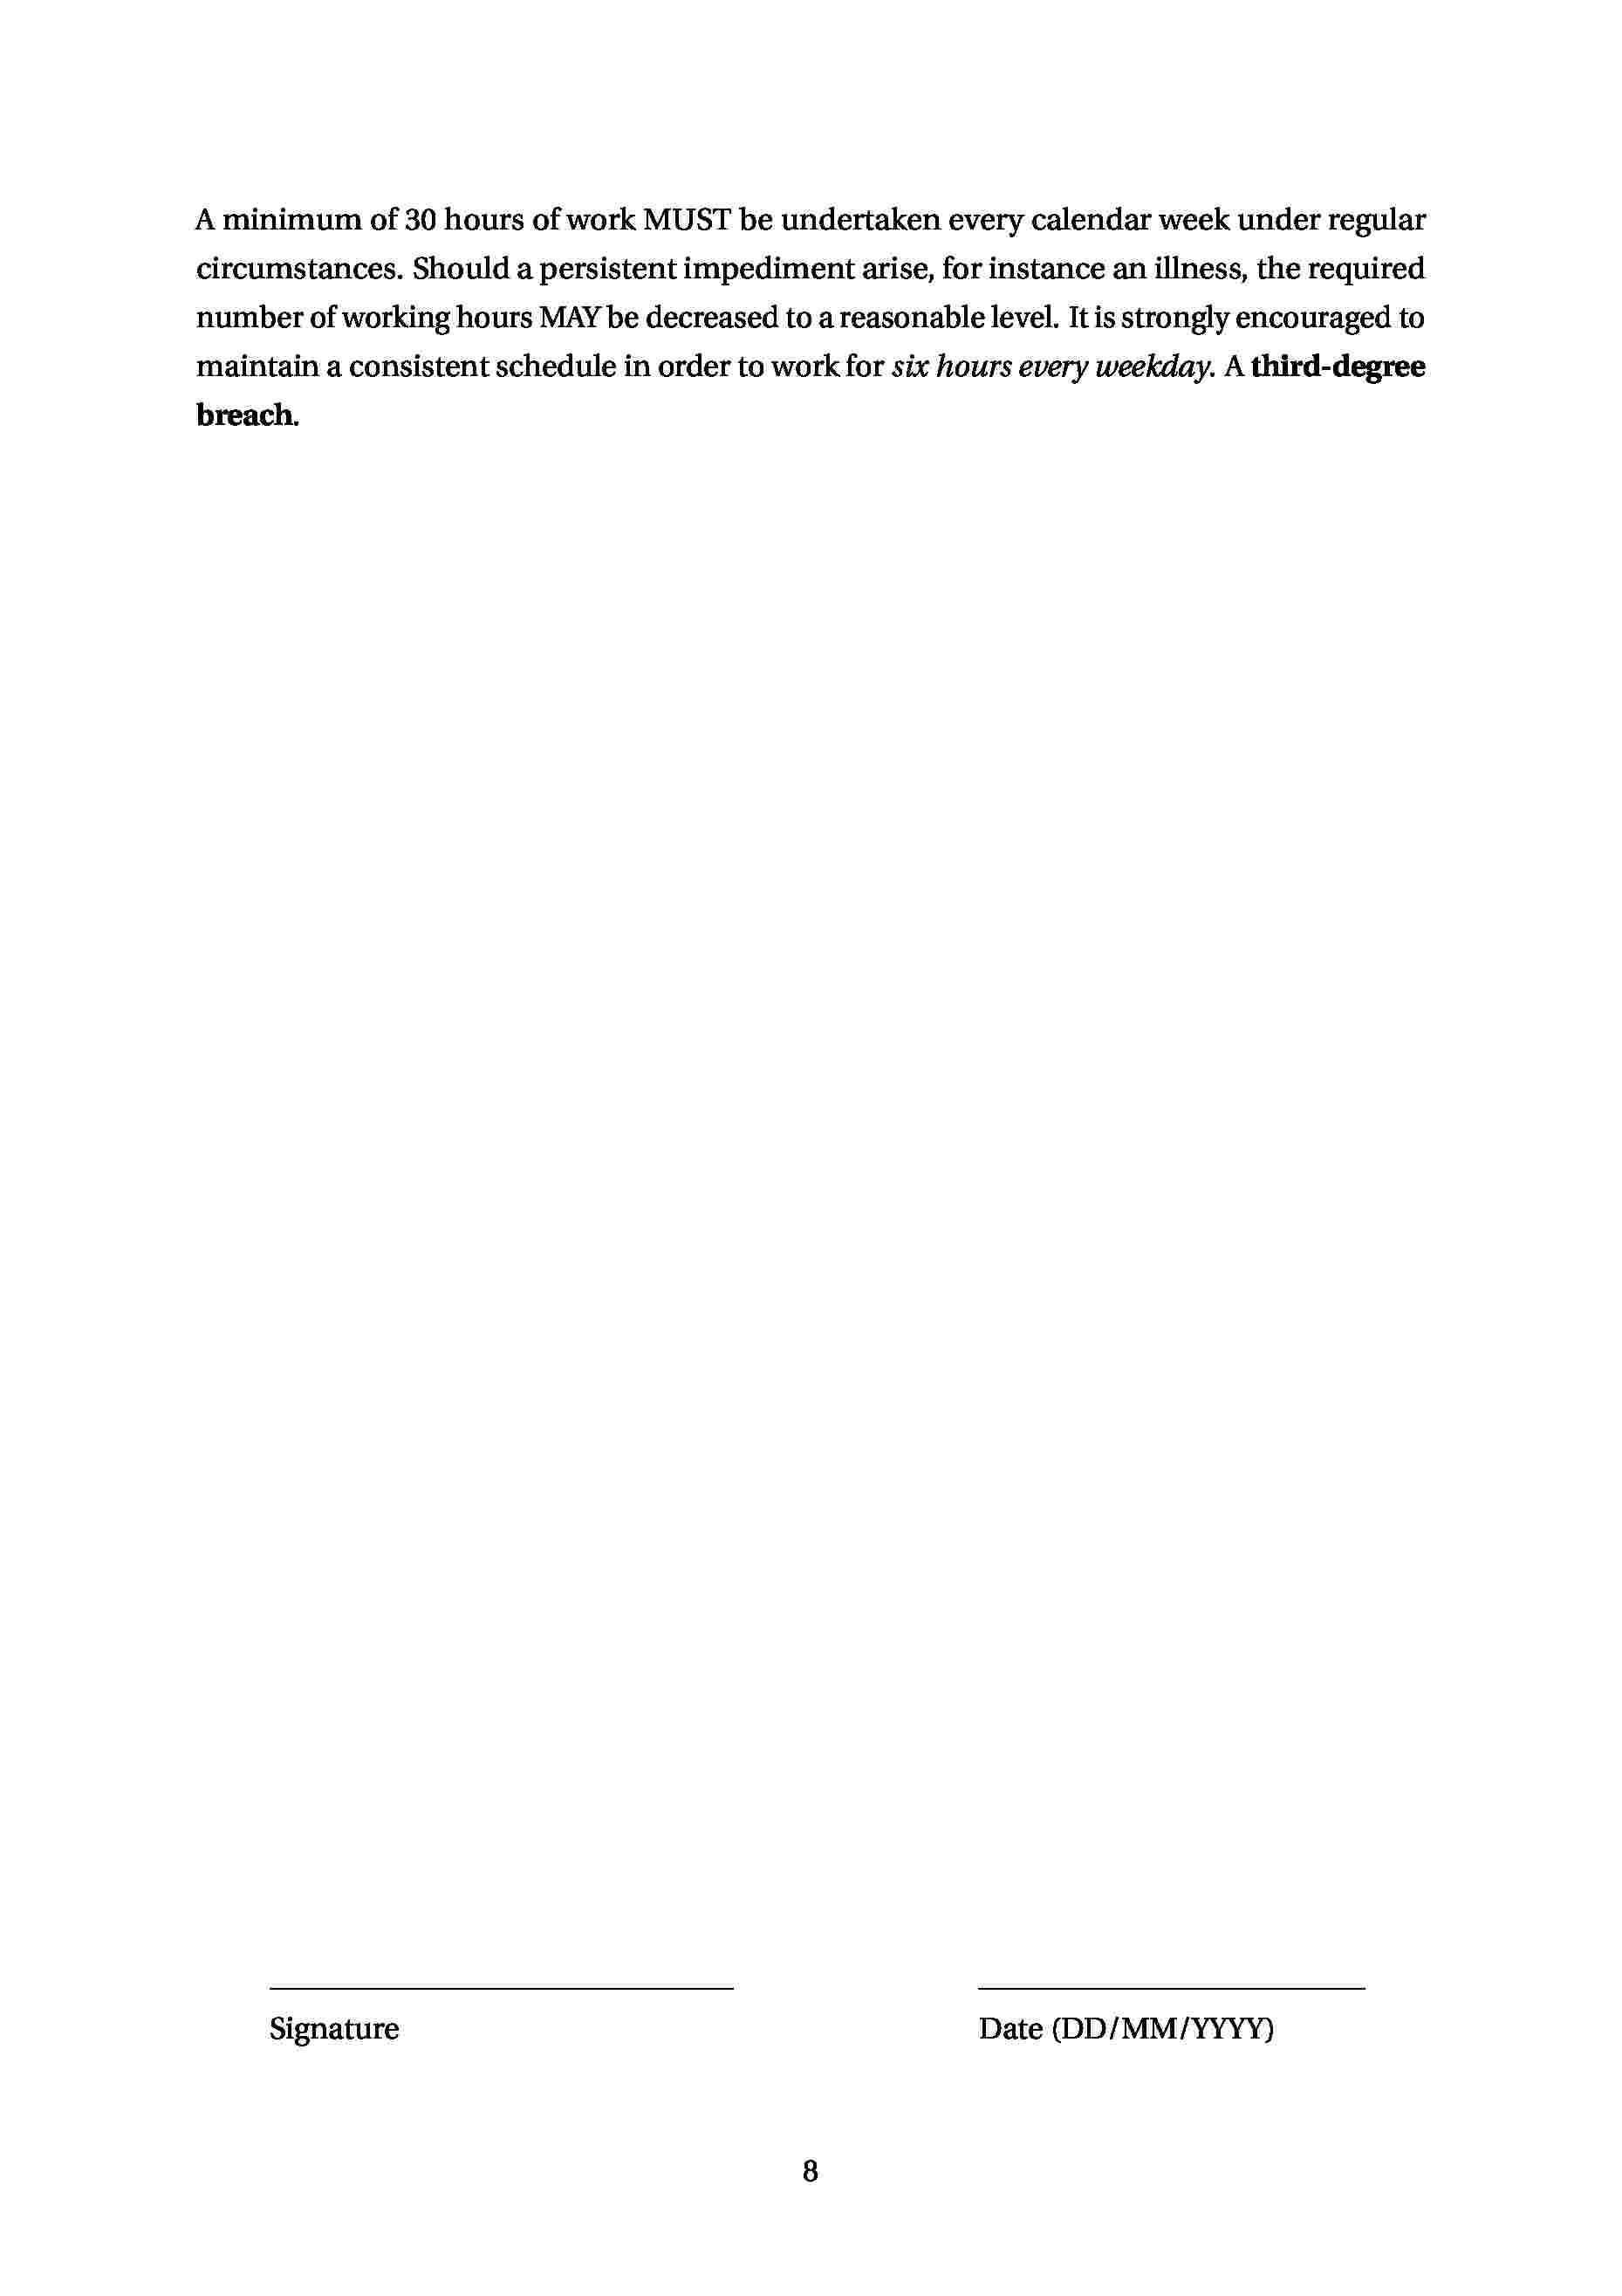 A minimum of 30 hours of work MUST be undertaken every calendar week under regular
circumstances. Should a persistent impediment arise, for instance an illness, the required
number of working hours MAY be decreased to a reasonable level. It is strongly encouraged to
maintain a consistent schedule in order to work for six hours every weekday. A third-degree
breach.
Signature
Date (DD/MM/YYYY)
8